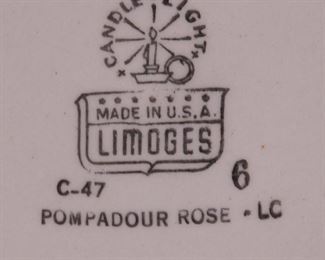 CANDLE LIGHT
MADE IN U.S.A.
LIMOGES
C-47 6
POMPADOUR ROSE - LC